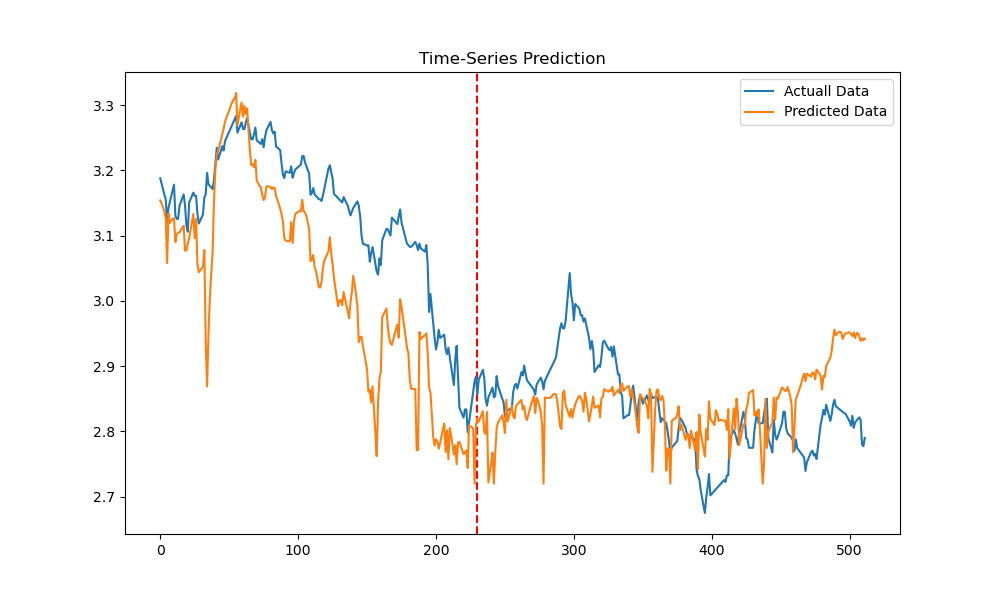 Time-Series Prediction
Actuall Data
Predicted Data
3.3
3.2
3.1
3.0
2.9
2.8
2.7
0 100 200 300 400 500